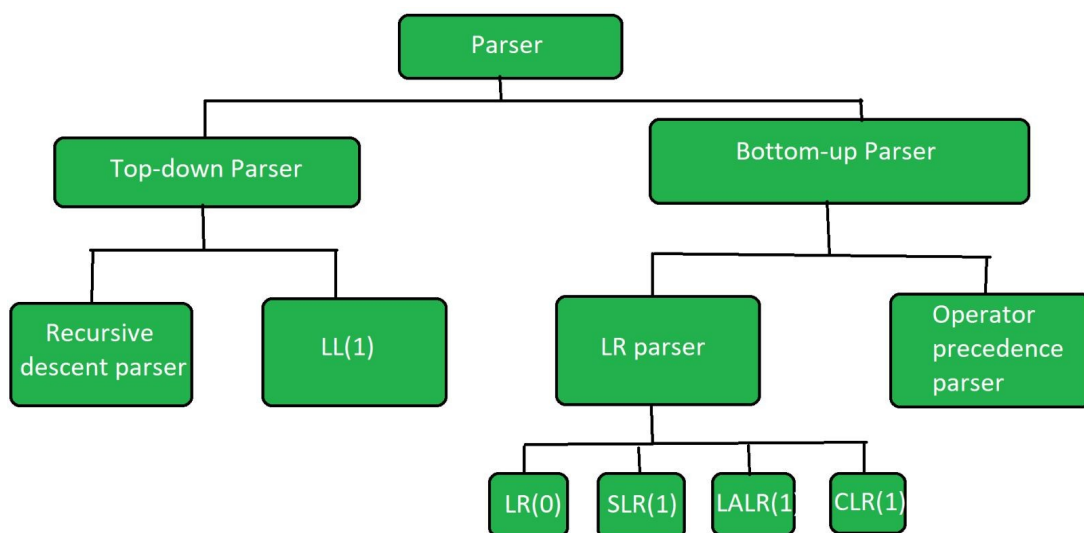 Parser
Top-down Parser
Bottom-up Parser
Recursive
descent parser
LL(1)
LR parser
Operator
precedence
parser
LR(0)
SLR(1)
LALR(1)
CLR(1)